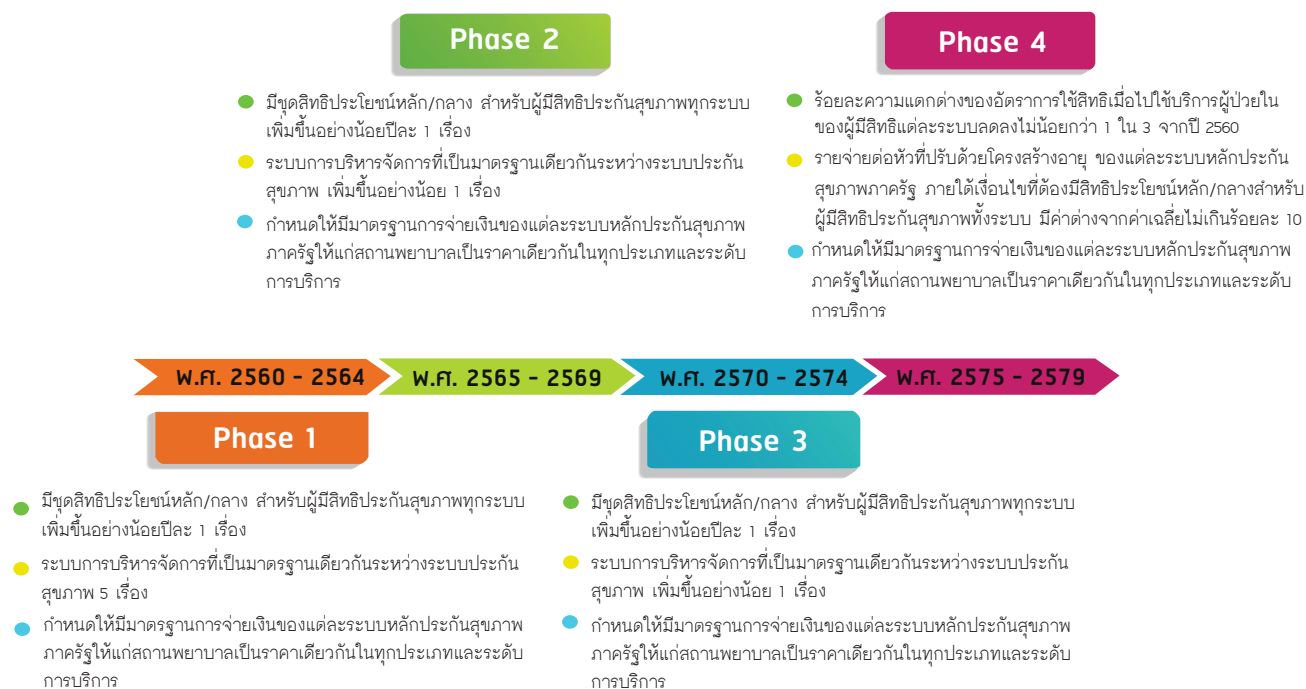 Phase 2
มีชุดสิทธิประโยชน์หลัก/กลาง สำหรับผู้มีสิทธิประกันสุขภาพทุกระบบ
เพิ่มขึ้นอย่างน้อยปีละ 1 เรื่อง
ระบบการบริหารจัดการที่เป็นมาตรฐานเดียวกันระหว่างระบบประกัน
สุขภาพ เพิ่มขึ้นอย่างน้อย 1 เรื่อง
กำหนดให้มีมาตรฐานการจ่ายเงินของแต่ละระบบหลักประกันสุขภาพ
ภาครัฐให้แก่สถานพยาบาลเป็นราคาเดียวกันในทุกประเภทและระดับ
การบริการ
Phase 4
ร้อยละความแตกต่างของอัตราการใช้สิทธิเมื่อไปใช้บริการผู้ป่วยใน
ของผู้มีสิทธิแต่ละระบบลดลงไม่น้อยกว่า 1 ใน 3 จากปี 2560
รายจ่ายต่อหัวที่ปรับด้วยโครงสร้างอายุ ของแต่ละระบบหลักประกัน
สุขภาพภาครัฐ ภายใต้เงื่อนไขที่ต้องมีสิทธิประโยชน์หลัก/กลางสำหรับ
ผู้มีสิทธิประกันสุขภาพทั้งระบบ มีค่าต่างจากค่าเฉลี่ยไม่เกินร้อยละ 10
กำหนดให้มีมาตรฐานการจ่ายเงินของแต่ละระบบหลักประกันสุขภาพ
ภาครัฐให้แก่สถานพยาบาลเป็นราคาเดียวกันในทุกประเภทและระดับ
การบริการ
พ.ศ. 2560 - 2564
พ.ศ. 2565 - 2569
พ.ศ. 2570 - 2574
พ.ศ. 2575 - 2579
Phase 1
มีชุดสิทธิประโยชน์หลัก/กลาง สำหรับผู้มีสิทธิประกันสุขภาพทุกระบบ
เพิ่มขึ้นอย่างน้อยปีละ 1 เรื่อง
ระบบการบริหารจัดการที่เป็นมาตรฐานเดียวกันระหว่างระบบประกัน
สุขภาพ 5 เรื่อง
กำหนดให้มีมาตรฐานการจ่ายเงินของแต่ละระบบหลักประกันสุขภาพ
ภาครัฐให้แก่สถานพยาบาลเป็นราคาเดียวกันในทุกประเภทและระดับ
การบริการ
Phase 3
มีชุดสิทธิประโยชน์หลัก/กลาง สำหรับผู้มีสิทธิประกันสุขภาพทุกระบบ
เพิ่มขึ้นอย่างน้อยปีละ 1 เรื่อง
ระบบการบริหารจัดการที่เป็นมาตรฐานเดียวกันระหว่างระบบประกัน
สุขภาพ เพิ่มขึ้นอย่างน้อย 1 เรื่อง
กำหนดให้มีมาตรฐานการจ่ายเงินของแต่ละระบบหลักประกันสุขภาพ
ภาครัฐให้แก่สถานพยาบาลเป็นราคาเดียวกันในทุกประเภทและระดับ
การบริการ